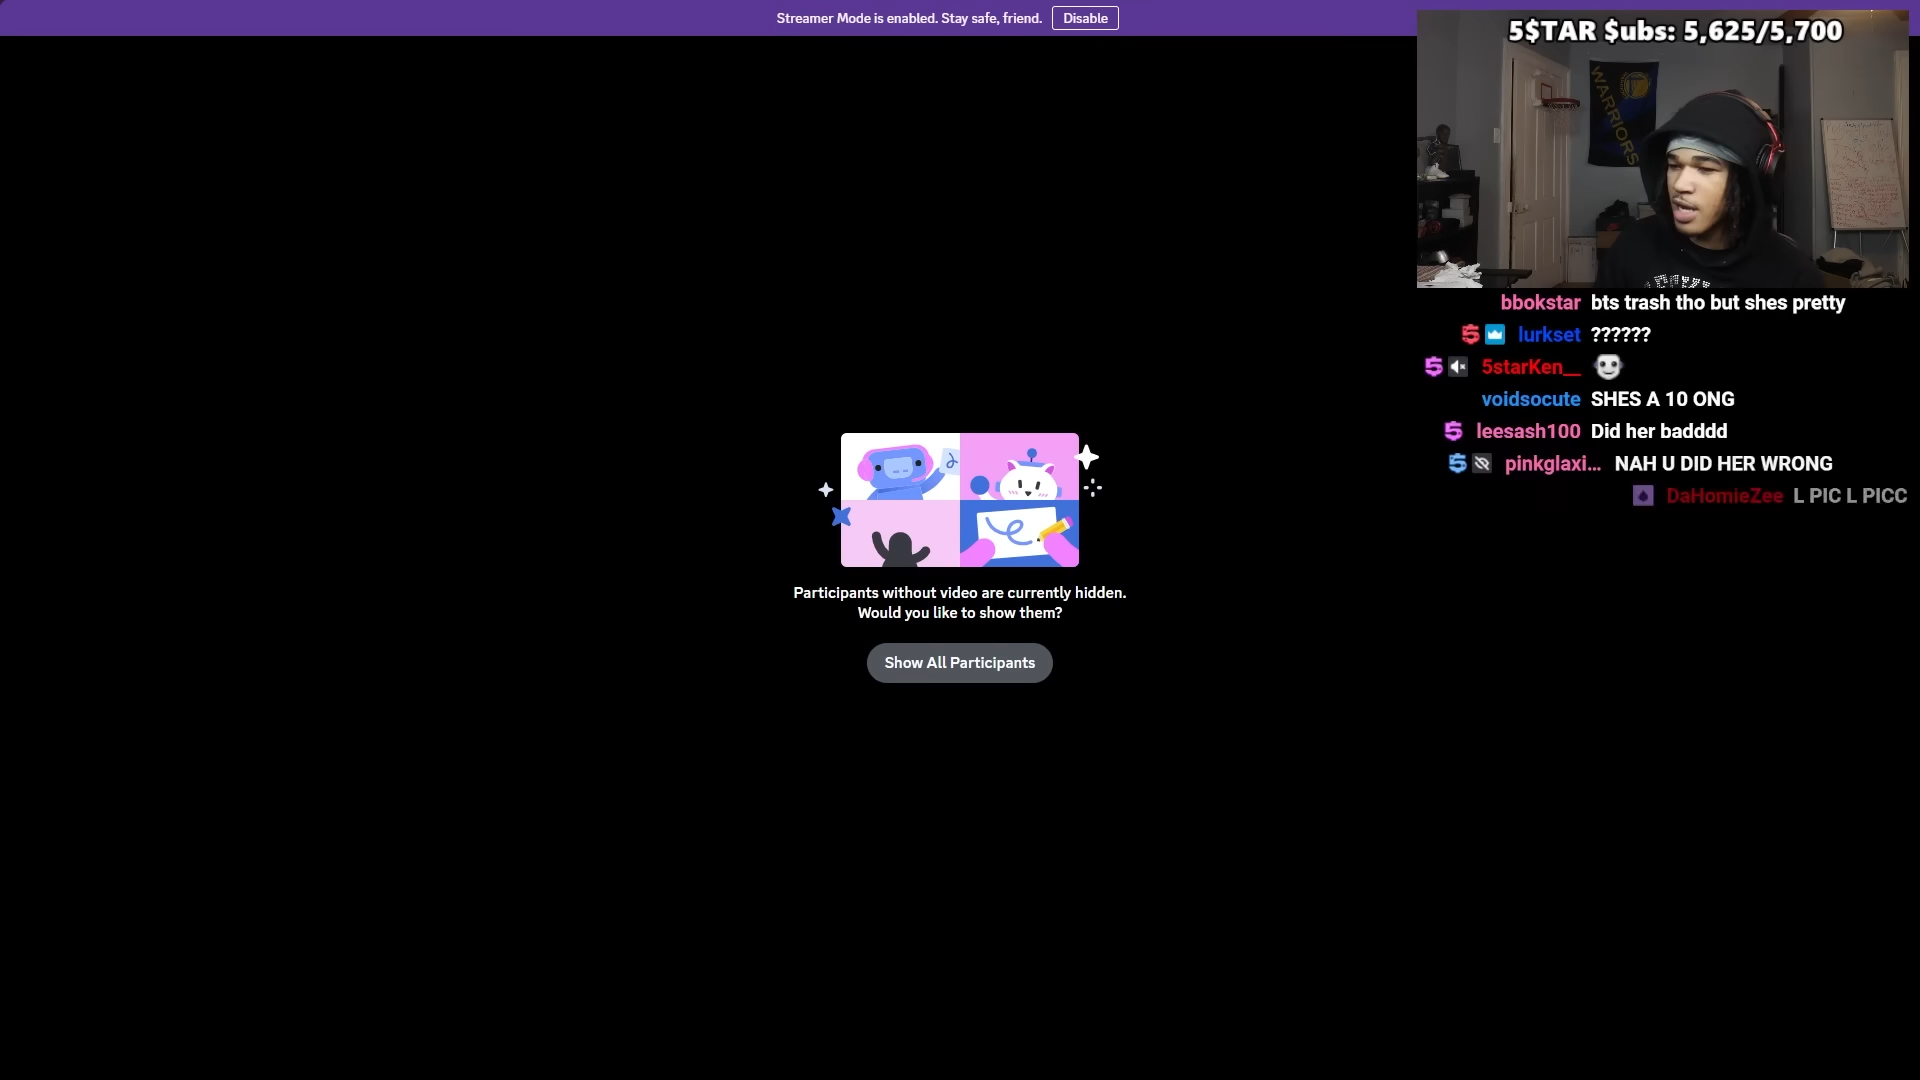 Streamer Mode is enabled. Stay safe, friend. Disable
5$TAR $ubs: 5,625/5,700
WARRIORS
bbokstar bts trash tho but shes pretty
lurkset ??????
5starKen__
voidsocute SHES A 10 ONG
leesash100 Did her badddd
pinkglaxi... NAH U DID HER WRONG
DaHomieZee L PIC L PICC
Participants without video are currently hidden.
Would you like to show them?
Show All Participants